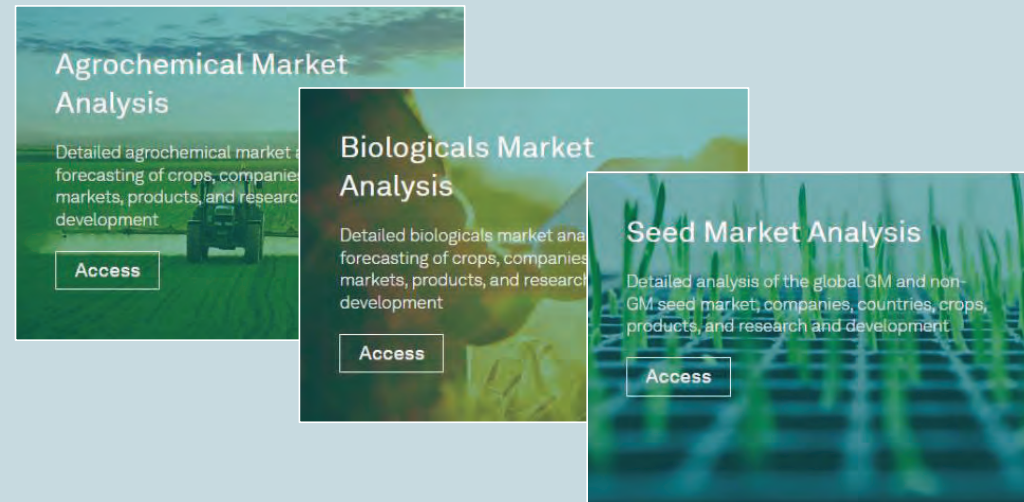 Agrochemical Market
Analysis
Detailed agrochemical market
forecasting of crops, companies
markets, products, and research
development
Access
Biologicals Market
Analysis
Detailed biologicals market
forecasting of crops, companies
markets, products, and research
development
Access
Seed Market Analysis
Detailed analysis of the global GM and non-
GM seed market, companies, countries, crops,
products, and research and development
Access